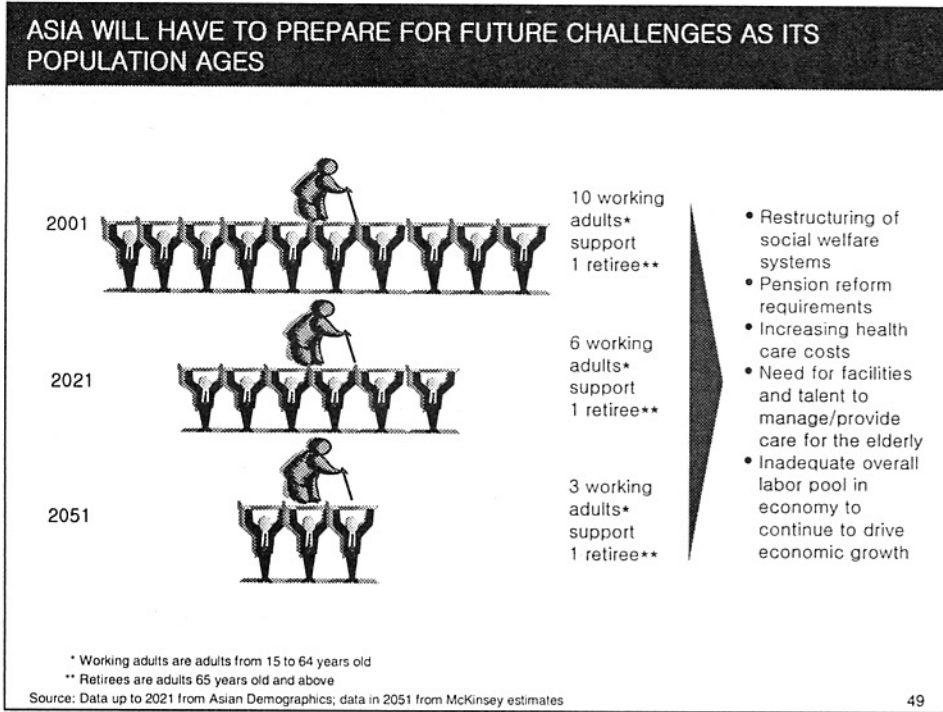 ASIA WILL HAVE TO PREPARE FOR FUTURE CHALLENGES AS ITS
POPULATION AGES
2001
10 working
adults*
support
1 retiree**
2021
6 working
adults*
support
1 retiree**
2051
3 working
adults*
support
1 retiree**
• Restructuring of
social welfare
systems
• Pension reform
requirements
• Increasing health
care costs
• Need for facilities
and talent to
manage/provide
care for the elderly
• Inadequate overall
labor pool in
economy to
continue to drive
economic growth
* Working adults are adults from 15 to 64 years old
** Retirees are adults 65 years old and above
Source: Data up to 2021 from Asian Demographics; data in 2051 from McKinsey estimates
49